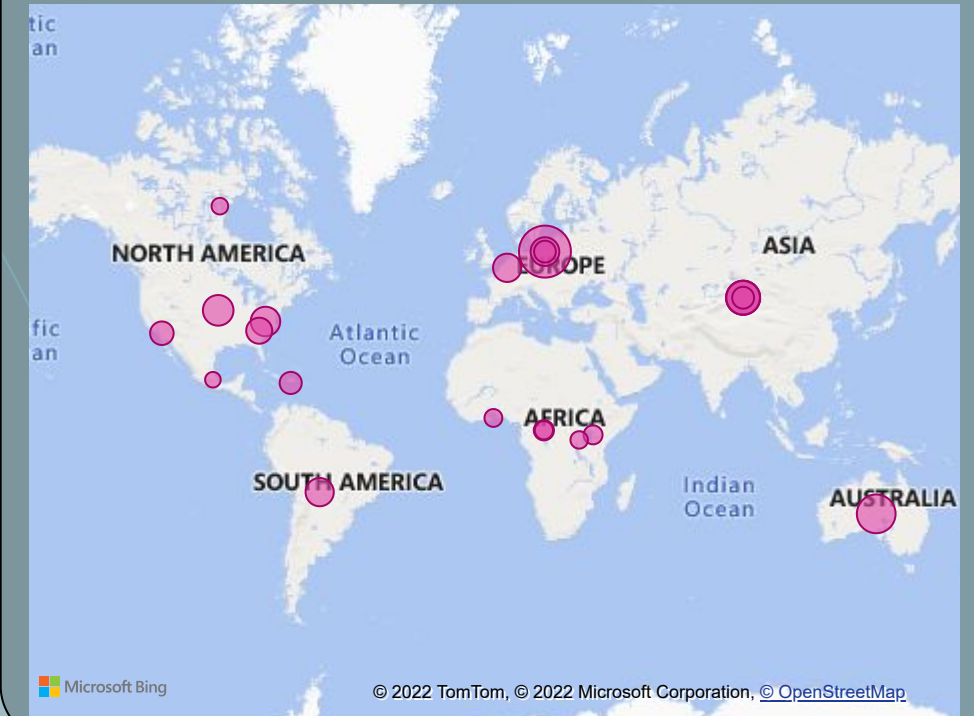 tic
an
NORTH AMERICA
EUROPE
ASIA
fic
an
Atlantic
Ocean
AFRICA
SOUTH AMERICA
Indian
Ocean
AUSTRALIA
Microsoft Bing
© 2022 TomTom, © 2022 Microsoft Corporation, © OpenStreetMap